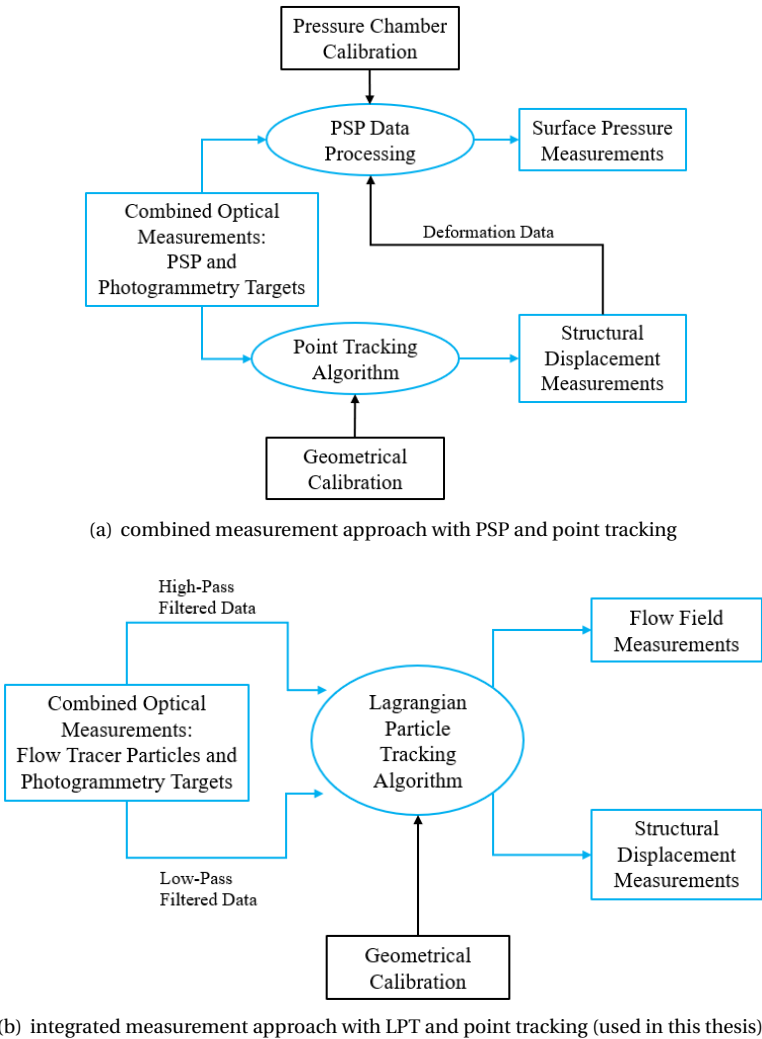 Pressure Chamber
Calibration
PSP Data
Processing
Surface Pressure
Measurements
Combined Optical
Measurements:
PSP and
Photogrammetry Targets
Deformation Data
Point Tracking
Algorithm
Structural
Displacement
Measurements
Geometrical
Calibration
(a) combined measurement approach with PSP and point tracking
High-Pass
Filtered Data
Flow Field
Measurements
Combined Optical
Measurements:
Flow Tracer Particles and
Photogrammetry Targets
Lagrangian
Particle
Tracking
Algorithm
Structural
Displacement
Measurements
Low-Pass
Filtered Data
Geometrical
Calibration
(b) integrated measurement approach with LPT and point tracking (used in this thesis)